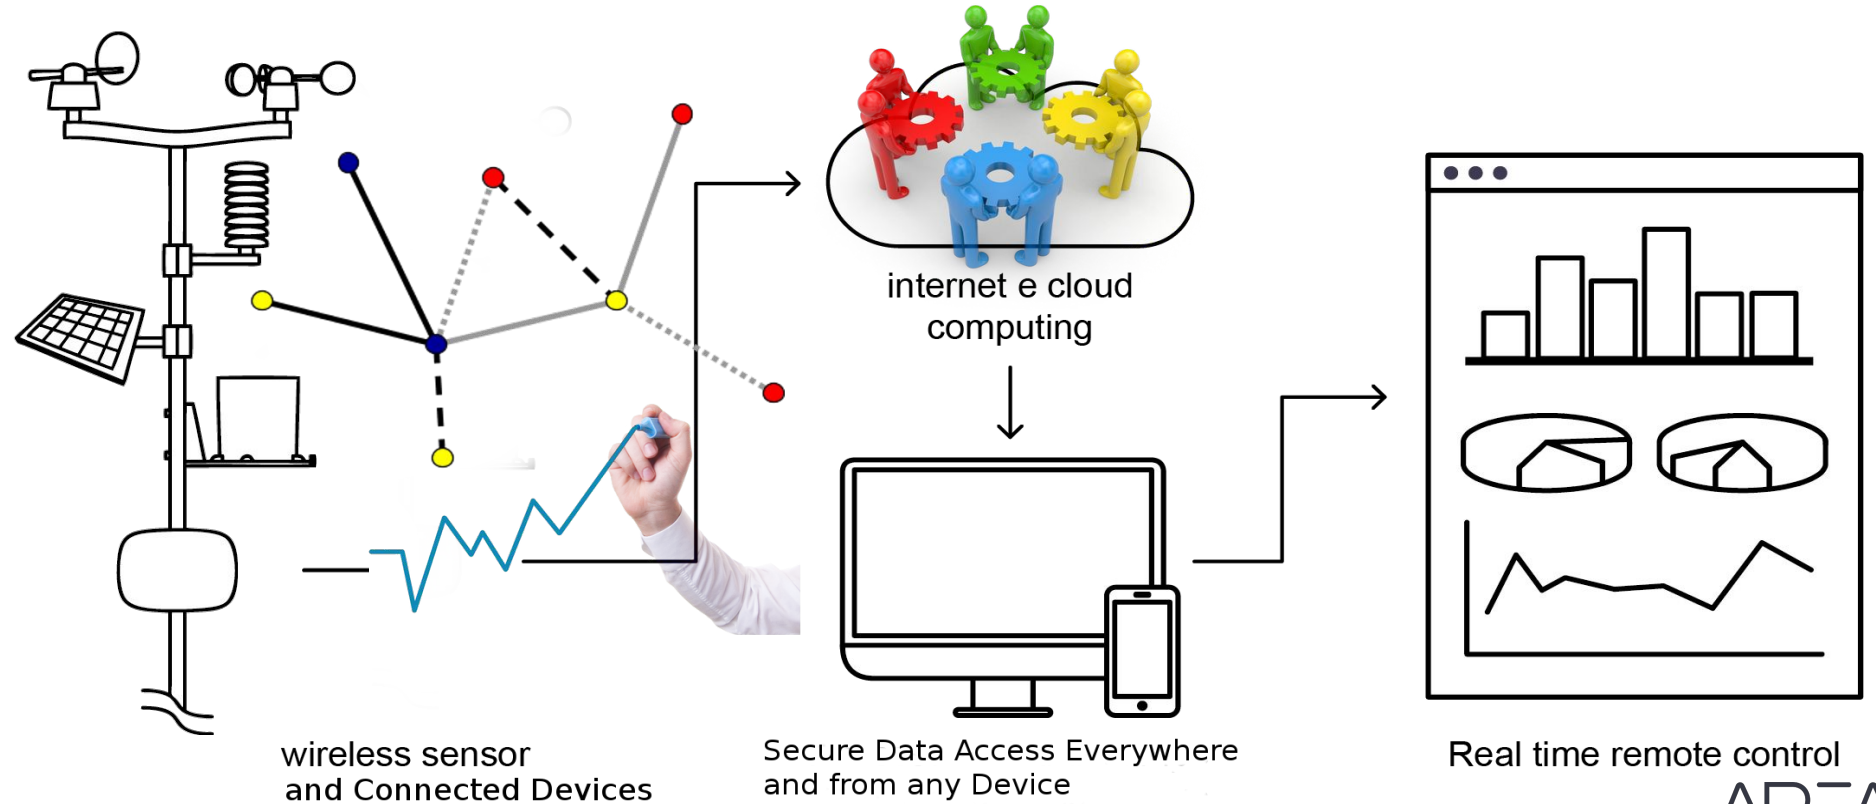 internet e cloud
computing
wireless sensor
and Connected Devices
Secure Data Access Everywhere
and from any Device
Real time remote control